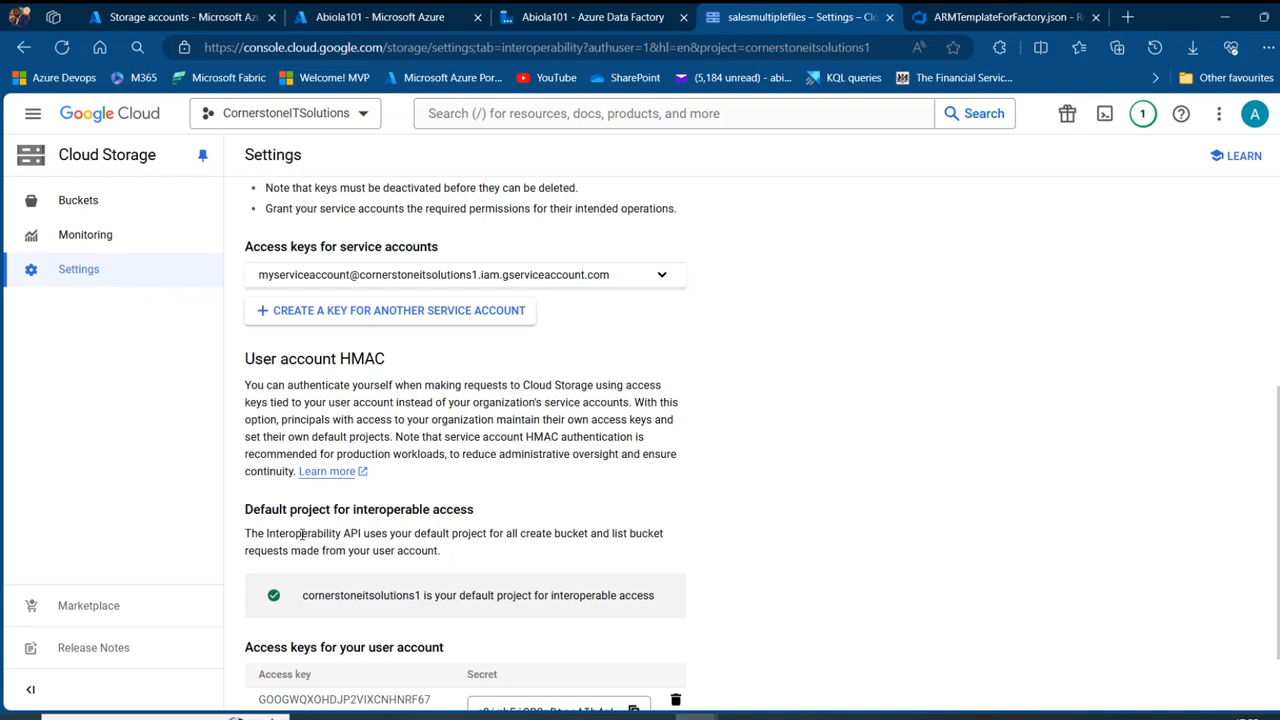 Storage accounts - Microsoft Az
Abiola101 - Microsoft Azure
Abiola101 - Azure Data Factory
salesmultiplefiles – Settings – Clo
ARMTemplateForFactory.json - R
https://console.cloud.google.com/storage/settings;tab=interoperability?authuser=1&hl=en&project=cornerstoneitsolutions1
Azure Devops
M365
Microsoft Fabric
Welcome! MVP
Microsoft Azure Por...
YouTube
SharePoint
(5,184 unread) - abi...
KQL queries
The Financial Servic...
Other favourites
Google Cloud
CornerstoneITSolutions
Search (/) for resources, docs, products, and more
Search
1
A
Cloud Storage
Settings
LEARN
Buckets
Monitoring
Settings
Marketplace
Release Notes
• Note that keys must be deactivated before they can be deleted.
• Grant your service accounts the required permissions for their intended operations.
Access keys for service accounts
myserviceaccount@cornerstoneitsolutions1.iam.gserviceaccount.com
+ CREATE A KEY FOR ANOTHER SERVICE ACCOUNT
User account HMAC
You can authenticate yourself when making requests to Cloud Storage using access
keys tied to your user account instead of your organization's service accounts. With this
option, principals with access to your organization maintain their own access keys and
set their own default projects. Note that service account HMAC authentication is
recommended for production workloads, to reduce administrative oversight and ensure
continuity. Learn more
Default project for interoperable access
The Interoperability API uses your default project for all create bucket and list bucket
requests made from your user account.
cornerstoneitsolutions1 is your default project for interoperable access
Access keys for your user account
Access key Secret
GOOGWQXOHDJP2VIXCNHNRF67